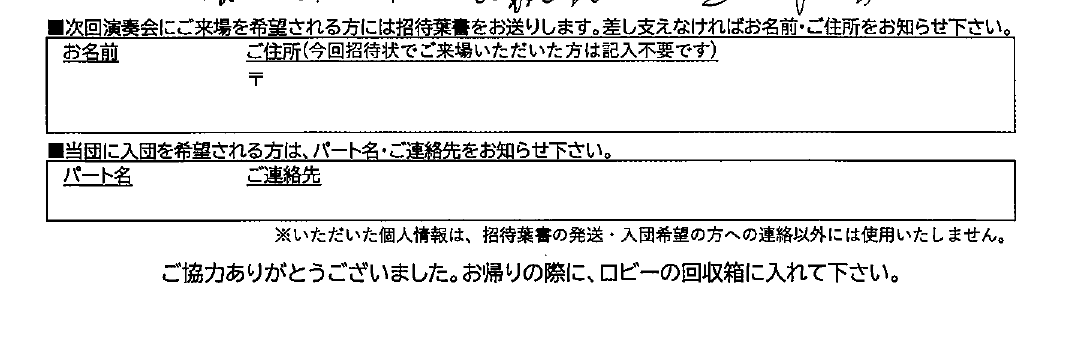 ■次回演奏会にご来場を希望される方には招待葉書をお送りします。差し支えなければお名前・ご住所をお知らせ下さい。
お名前 ご住所(今回招待状でご来場いただいた方は記入不要です)
〒
■当団に入団を希望される方は、パート名・ご連絡先をお知らせ下さい。
パート名 ご連絡先
※いただいた個人情報は、招待葉書の発送・入団希望の方への連絡以外には使用いたしません。
ご協力ありがとうございました。お帰りの際に、ロビーの回収箱に入れて下さい。